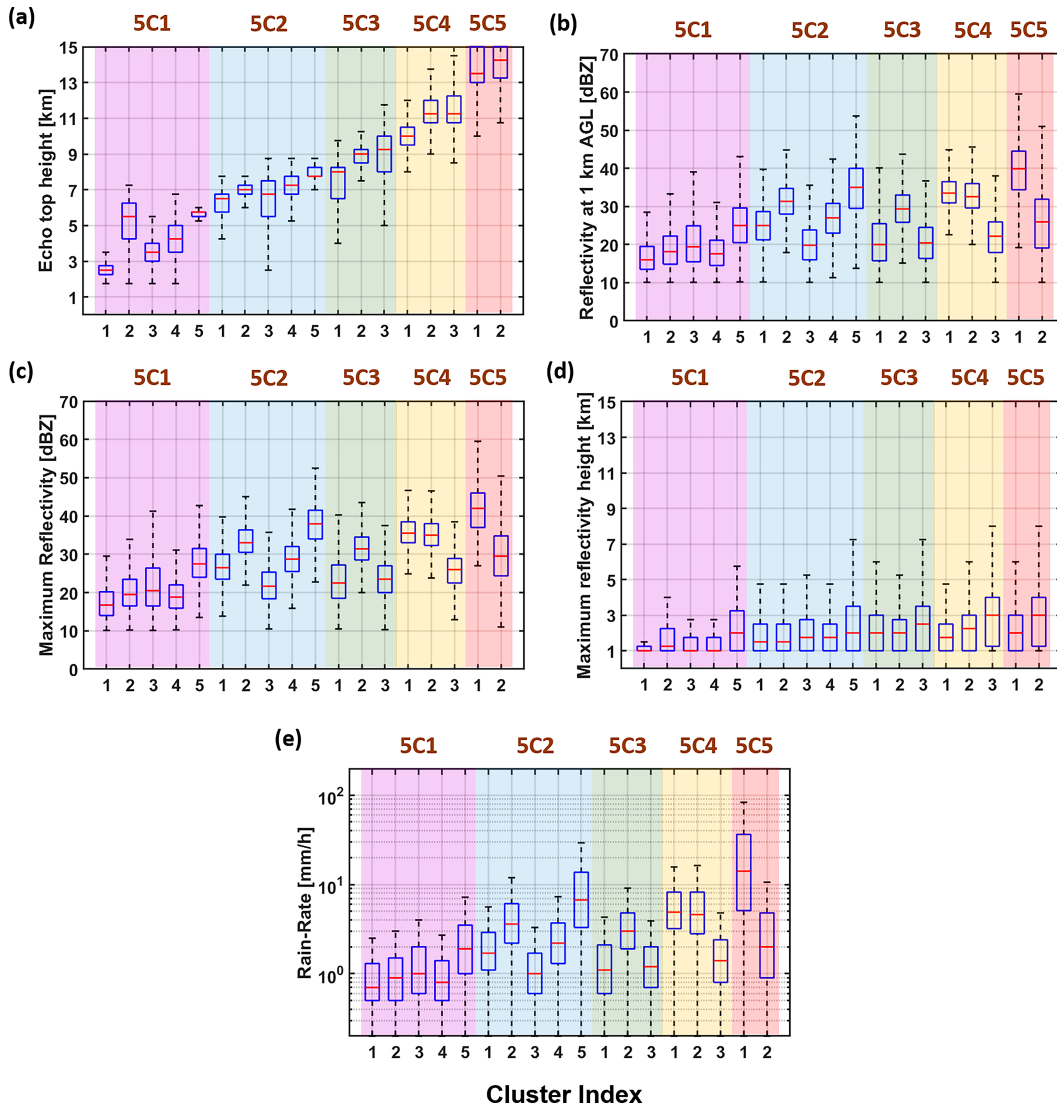 (a)
5C1 5C2 5C3 5C4 5C5
Echo top height [km]
15
13
11
9
7
5
3
1
1 2 3 4 5 1 2 3 4 5 1 2 3 1 2 3 1 2
(b)
5C1 5C2 5C3 5C4 5C5
Reflectivity at 1 km AGL [dBZ]
70
60
50
40
30
20
10
0
1 2 3 4 5 1 2 3 4 5 1 2 3 1 2 3 1 2
(c)
5C1 5C2 5C3 5C4 5C5
Maximum Reflectivity [dBZ]
70
60
50
40
30
20
10
0
1 2 3 4 5 1 2 3 4 5 1 2 3 1 2 3 1 2
(d)
5C1 5C2 5C3 5C4 5C5
Maximum reflectivity height [km]
15
13
11
9
7
5
3
1
1 2 3 4 5 1 2 3 4 5 1 2 3 1 2 3 1 2
(e)
5C1 5C2 5C3 5C4 5C5
Rain-Rate [mm/h]
10²
10¹
10⁰
1 2 3 4 5 1 2 3 4 5 1 2 3 1 2 3 1 2
Cluster Index